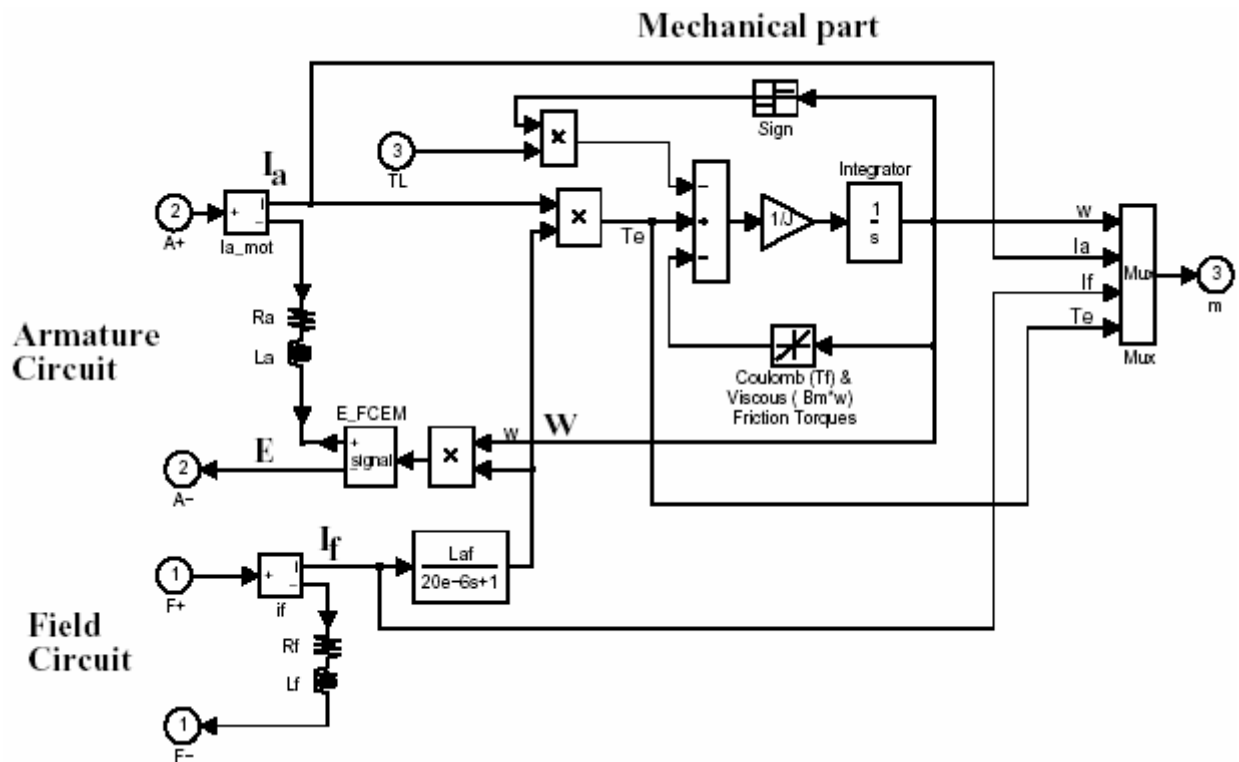 Mechanical part
Sign
×
3
TL
Ia
Integrator
2
A+
+
I
−
Ia_mot
×
Te
−
+
−
1/J
1
s
w
Ia
If
Te
Mux
Mux
3
m
Ra
La
Armature
Circuit
Coulomb (Tf) &
Viscous ( Bm*w)
Friction Torques
E_FCEM
+
signal
−
×
w
W
E
2
A−
If
Laf
20e−6s+1
1
F+
+
I
−
if
Field
Circuit
Rf
Lf
1
F−